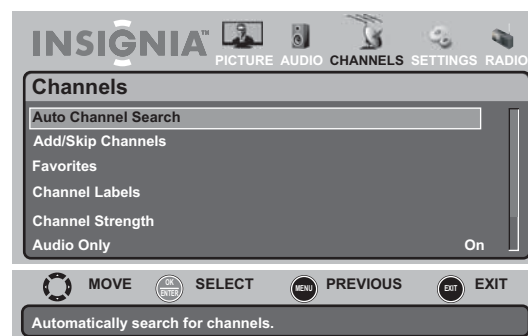 INSIGNIA™
PICTURE AUDIO CHANNELS SETTINGS RADIO
Channels
Auto Channel Search
Add/Skip Channels
Favorites
Channel Labels
Channel Strength
Audio Only On
MOVE OK ENTER SELECT MENU PREVIOUS EXIT EXIT
Automatically search for channels.